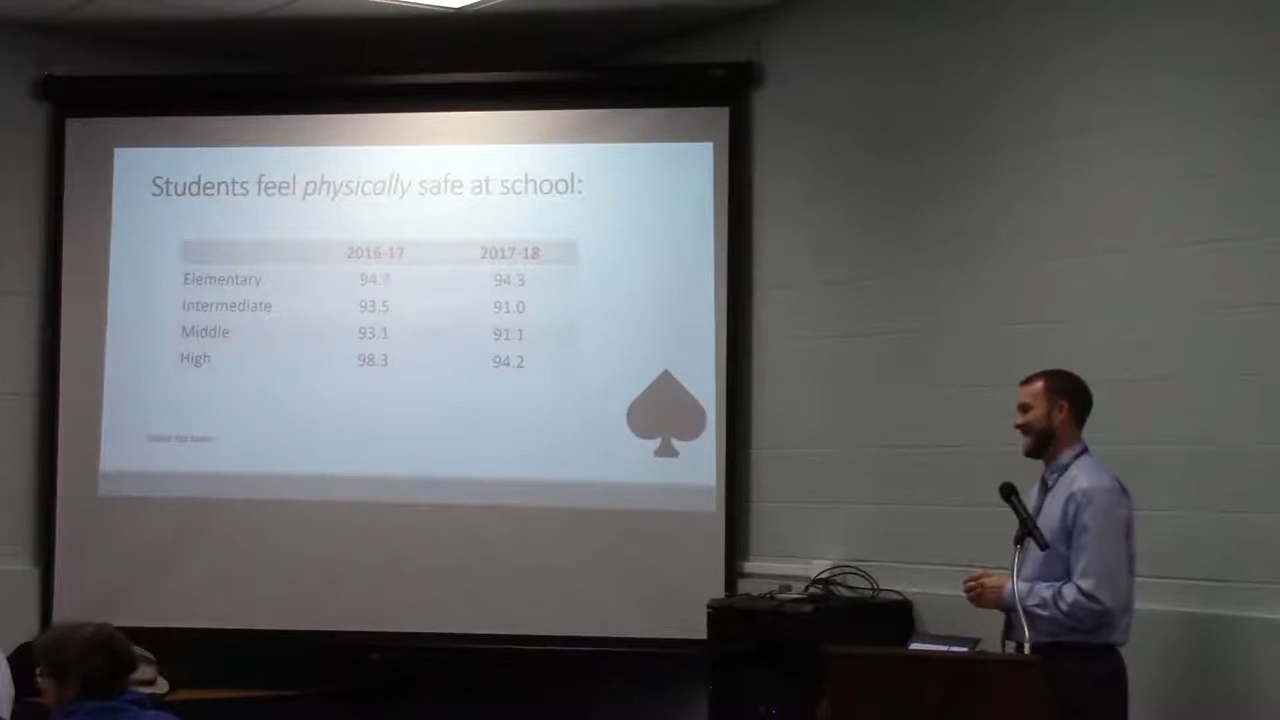 Students feel physically safe at school:
2016-17 2017-18
Elementary 94.3
Intermediate 93.5 91.0
Middle 93.1 91.1
High 98.3 94.2